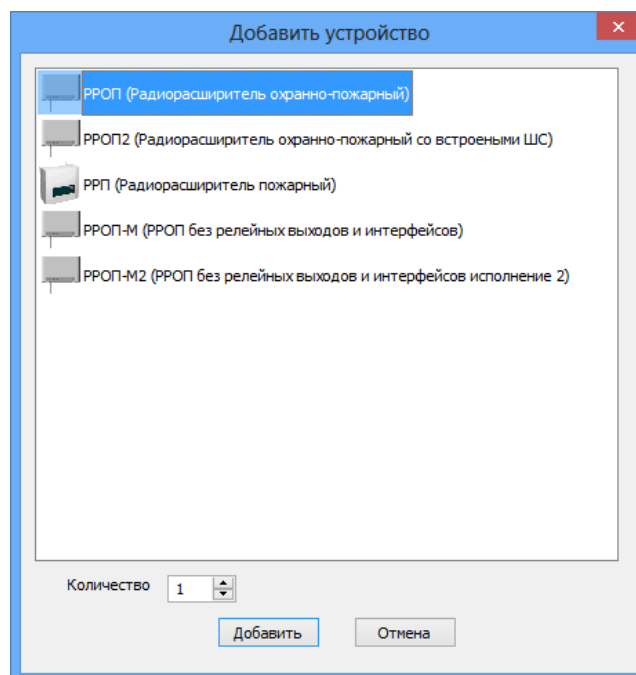 Добавить устройство
РРОП (Радиорасширитель охранно-пожарный)
РРОП2 (Радиорасширитель охранно-пожарный со встроеными ШС)
РРП (Радиорасширитель пожарный)
РРОП-М (РРОП без релейных выходов и интерфейсов)
РРОП-М2 (РРОП без релейных выходов и интерфейсов исполнение 2)
Количество 1
Добавить Отмена